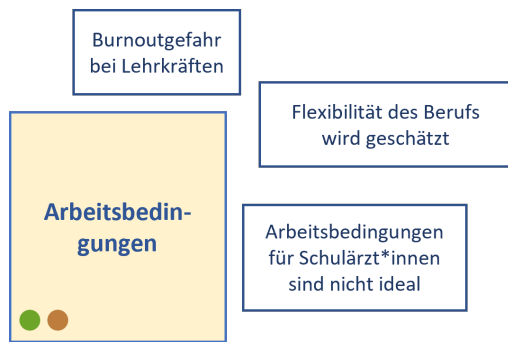 Burnoutgefahr
bei Lehrkräften
Flexibilität des Berufs
wird geschätzt
Arbeitsbedin-
gungen
Arbeitsbedingungen
für Schulärzt*innen
sind nicht ideal